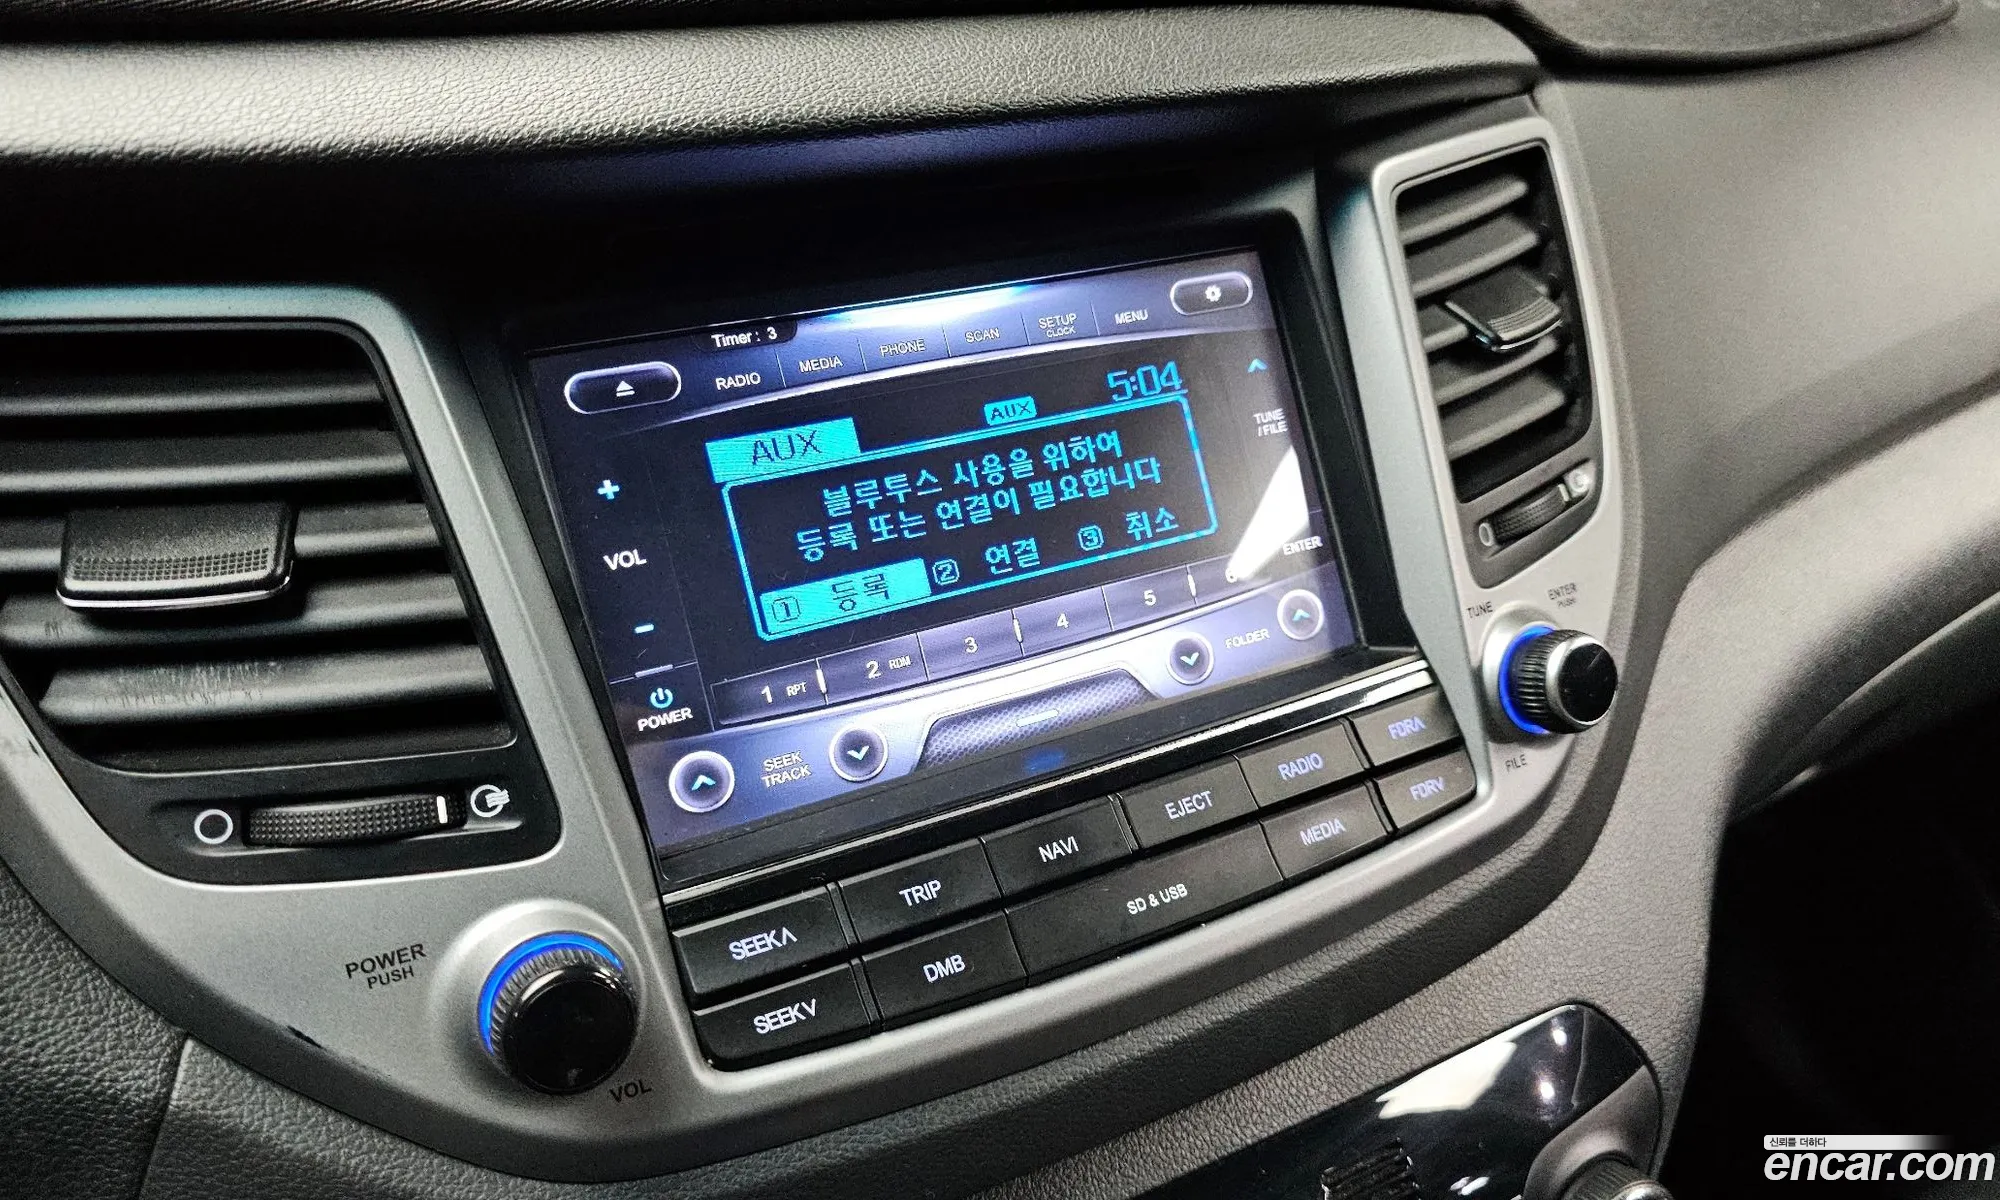 Timer : 3
RADIO
MEDIA
PHONE
SCAN
SETUP
CLOCK
MENU
AUX
5:04
AUX
블루투스 사용을 위하여
등록 또는 연결이 필요합니다
1 등록 2 연결 3 취소
+
VOL
-
POWER
TUNE
/ FILE
ENTER
1 RPT
2 RDM
3
4
5
6
SEEK
TRACK
FOLDER
TUNE
ENTER
PUSH
FILE
POWER
PUSH
VOL
SEEK∧
TRIP
NAVI
EJECT
RADIO
FDR∧
SEEK∨
DMB
SD & USB
MEDIA
FDR∨
신뢰를 더하다
encar.com